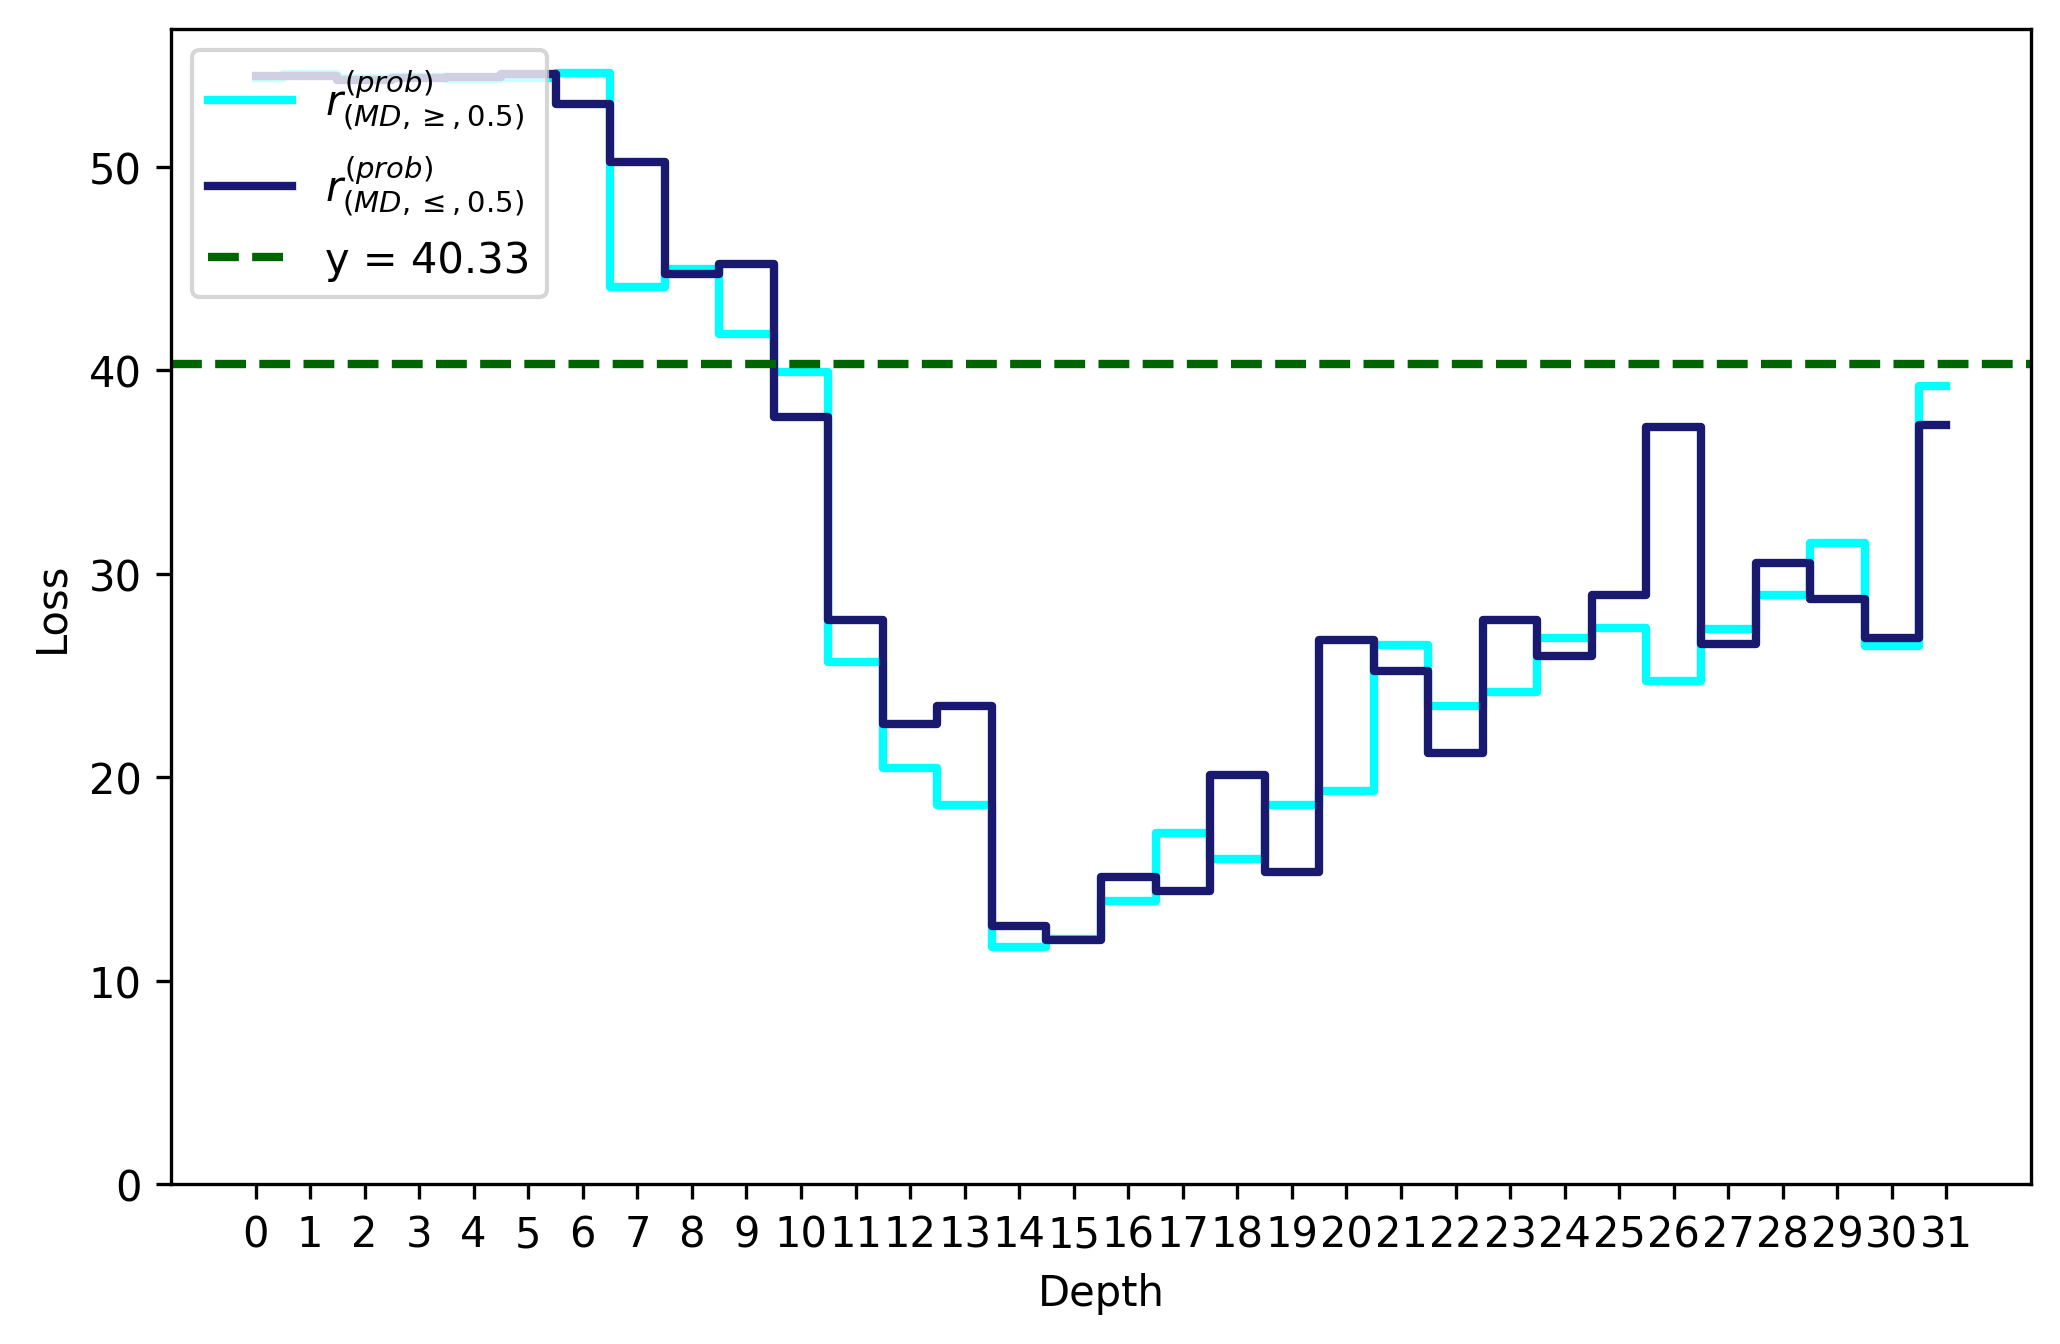 r^{(prob)}_{(MD, ≥, 0.5)}
r^{(prob)}_{(MD, ≤, 0.5)}
y = 40.33
Loss
50
40
30
20
10
0
0 1 2 3 4 5 6 7 8 9 10 11 12 13 14 15 16 17 18 19 20 21 22 23 24 25 26 27 28 29 30 31
Depth